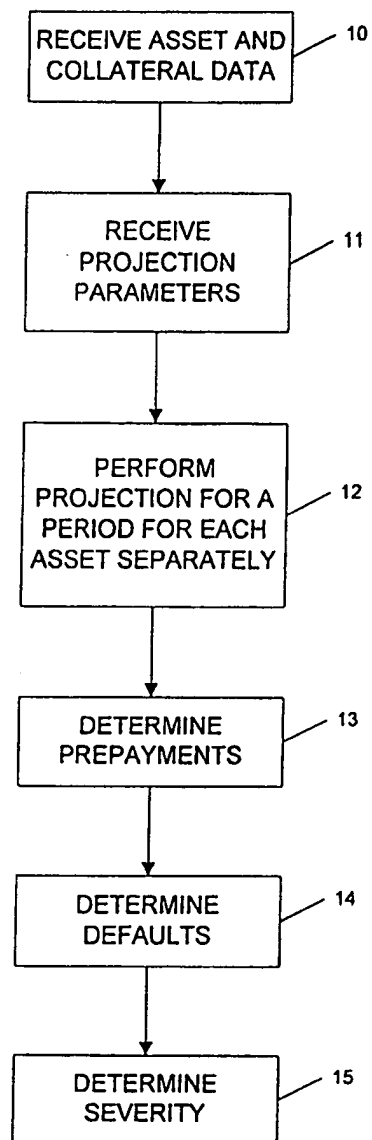 RECEIVE ASSET AND
COLLATERAL DATA
10
RECEIVE
PROJECTION
PARAMETERS
11
PERFORM
PROJECTION FOR A
PERIOD FOR EACH
ASSET SEPARATELY
12
DETERMINE
PREPAYMENTS
13
DETERMINE
DEFAULTS
14
DETERMINE
SEVERITY
15